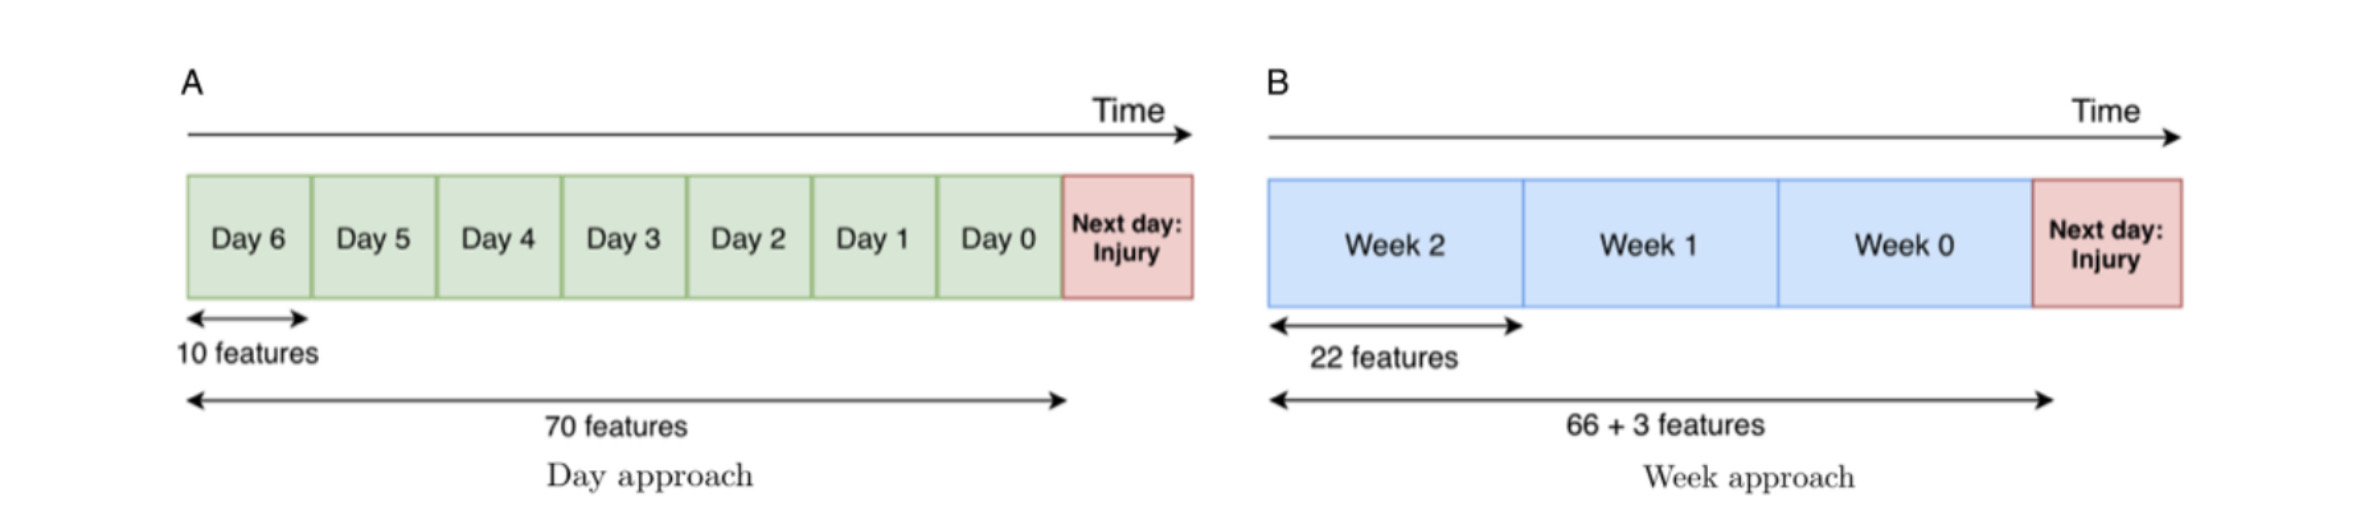 A
Time
Day 6
Day 5
Day 4
Day 3
Day 2
Day 1
Day 0
Next day:
Injury
10 features
70 features
Day approach
B
Time
Week 2
Week 1
Week 0
Next day:
Injury
22 features
66 + 3 features
Week approach